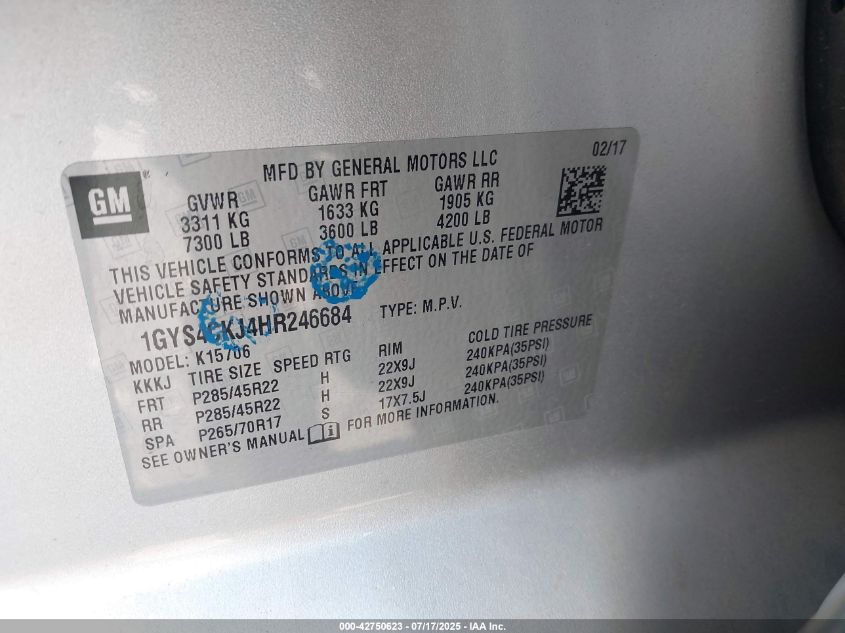 GM
MFD BY GENERAL MOTORS LLC
02/17
GVWR GAWR FRT GAWR RR
3311 KG 1633 KG 1905 KG
7300 LB 3600 LB 4200 LB
THIS VEHICLE CONFORMS TO ALL APPLICABLE U.S. FEDERAL MOTOR
VEHICLE SAFETY STANDARDS IN EFFECT ON THE DATE OF
MANUFACTURE SHOWN ABOVE
TYPE: M.P.V.
MODEL: K15706
KKKJ TIRE SIZE SPEED RTG RIM COLD TIRE PRESSURE
FRT P285/45R22 H 22X9J 240KPA(35PSI)
RR P285/45R22 H 22X9J 240KPA(35PSI)
SPA P265/70R17 S 17X7.5J 240KPA(35PSI)
SEE OWNER'S MANUAL FOR MORE INFORMATION.
000-42750623 - 07/17/2025 - IAA Inc.